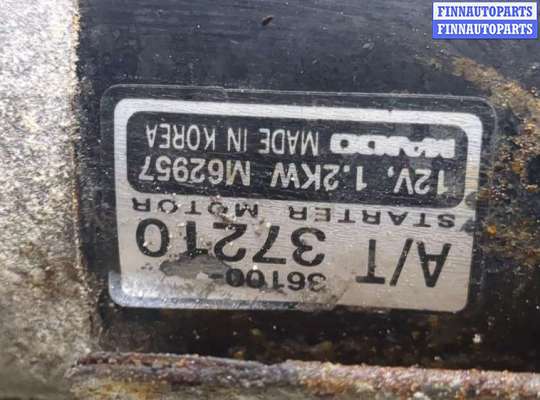 FINNAUTOPARTS
FINNAUTOPARTS
36100-
A/T 37210
STARTER MOTOR
12V, 1.2KW M62957
MANDO MADE IN KOREA